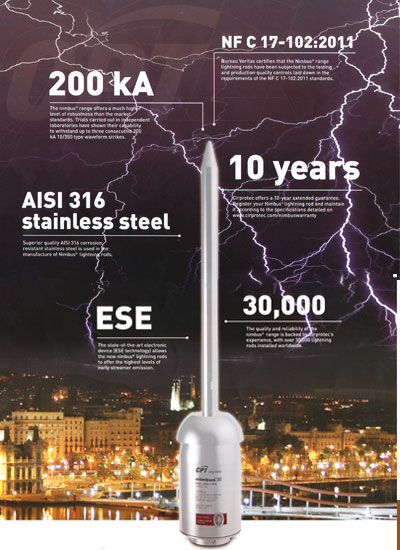 NF C 17-102:2011
Bureau Veritas certifies that the Nimbus® range
lightning rods have been subjected to the testing
and production quality controls laid down in the
requirements of the NF C 17-102:2011 standards.
200 kA
The nimbus® range offers a much higher
level of robustness than the market
standards. Trials carried out in independent
laboratories have shown their capability
to withstand up to three consecutive 200
kA 10/350 type waveform strikes.
10 years
Cirprotec offers a 10-year extended guarantee.
Register your Nimbus® lightning rod and maintain
it according to the specifications detailed on
www.cirprotec.com/nimbuswarranty
AISI 316
stainless steel
Superior quality AISI 316 corrosion
resistant stainless steel is used in the
manufacture of Nimbus® lightning rods.
30,000
The quality and reliability of the
nimbus® range is backed by Cirprotec's
experience, with over 30,000 lightning
rods installed worldwide.
ESE
The state-of-the-art electronic
device (ESE technology) allows
the new nimbus® lightning rods
to offer the highest levels of
early streamer emission.
CPT
nimbus